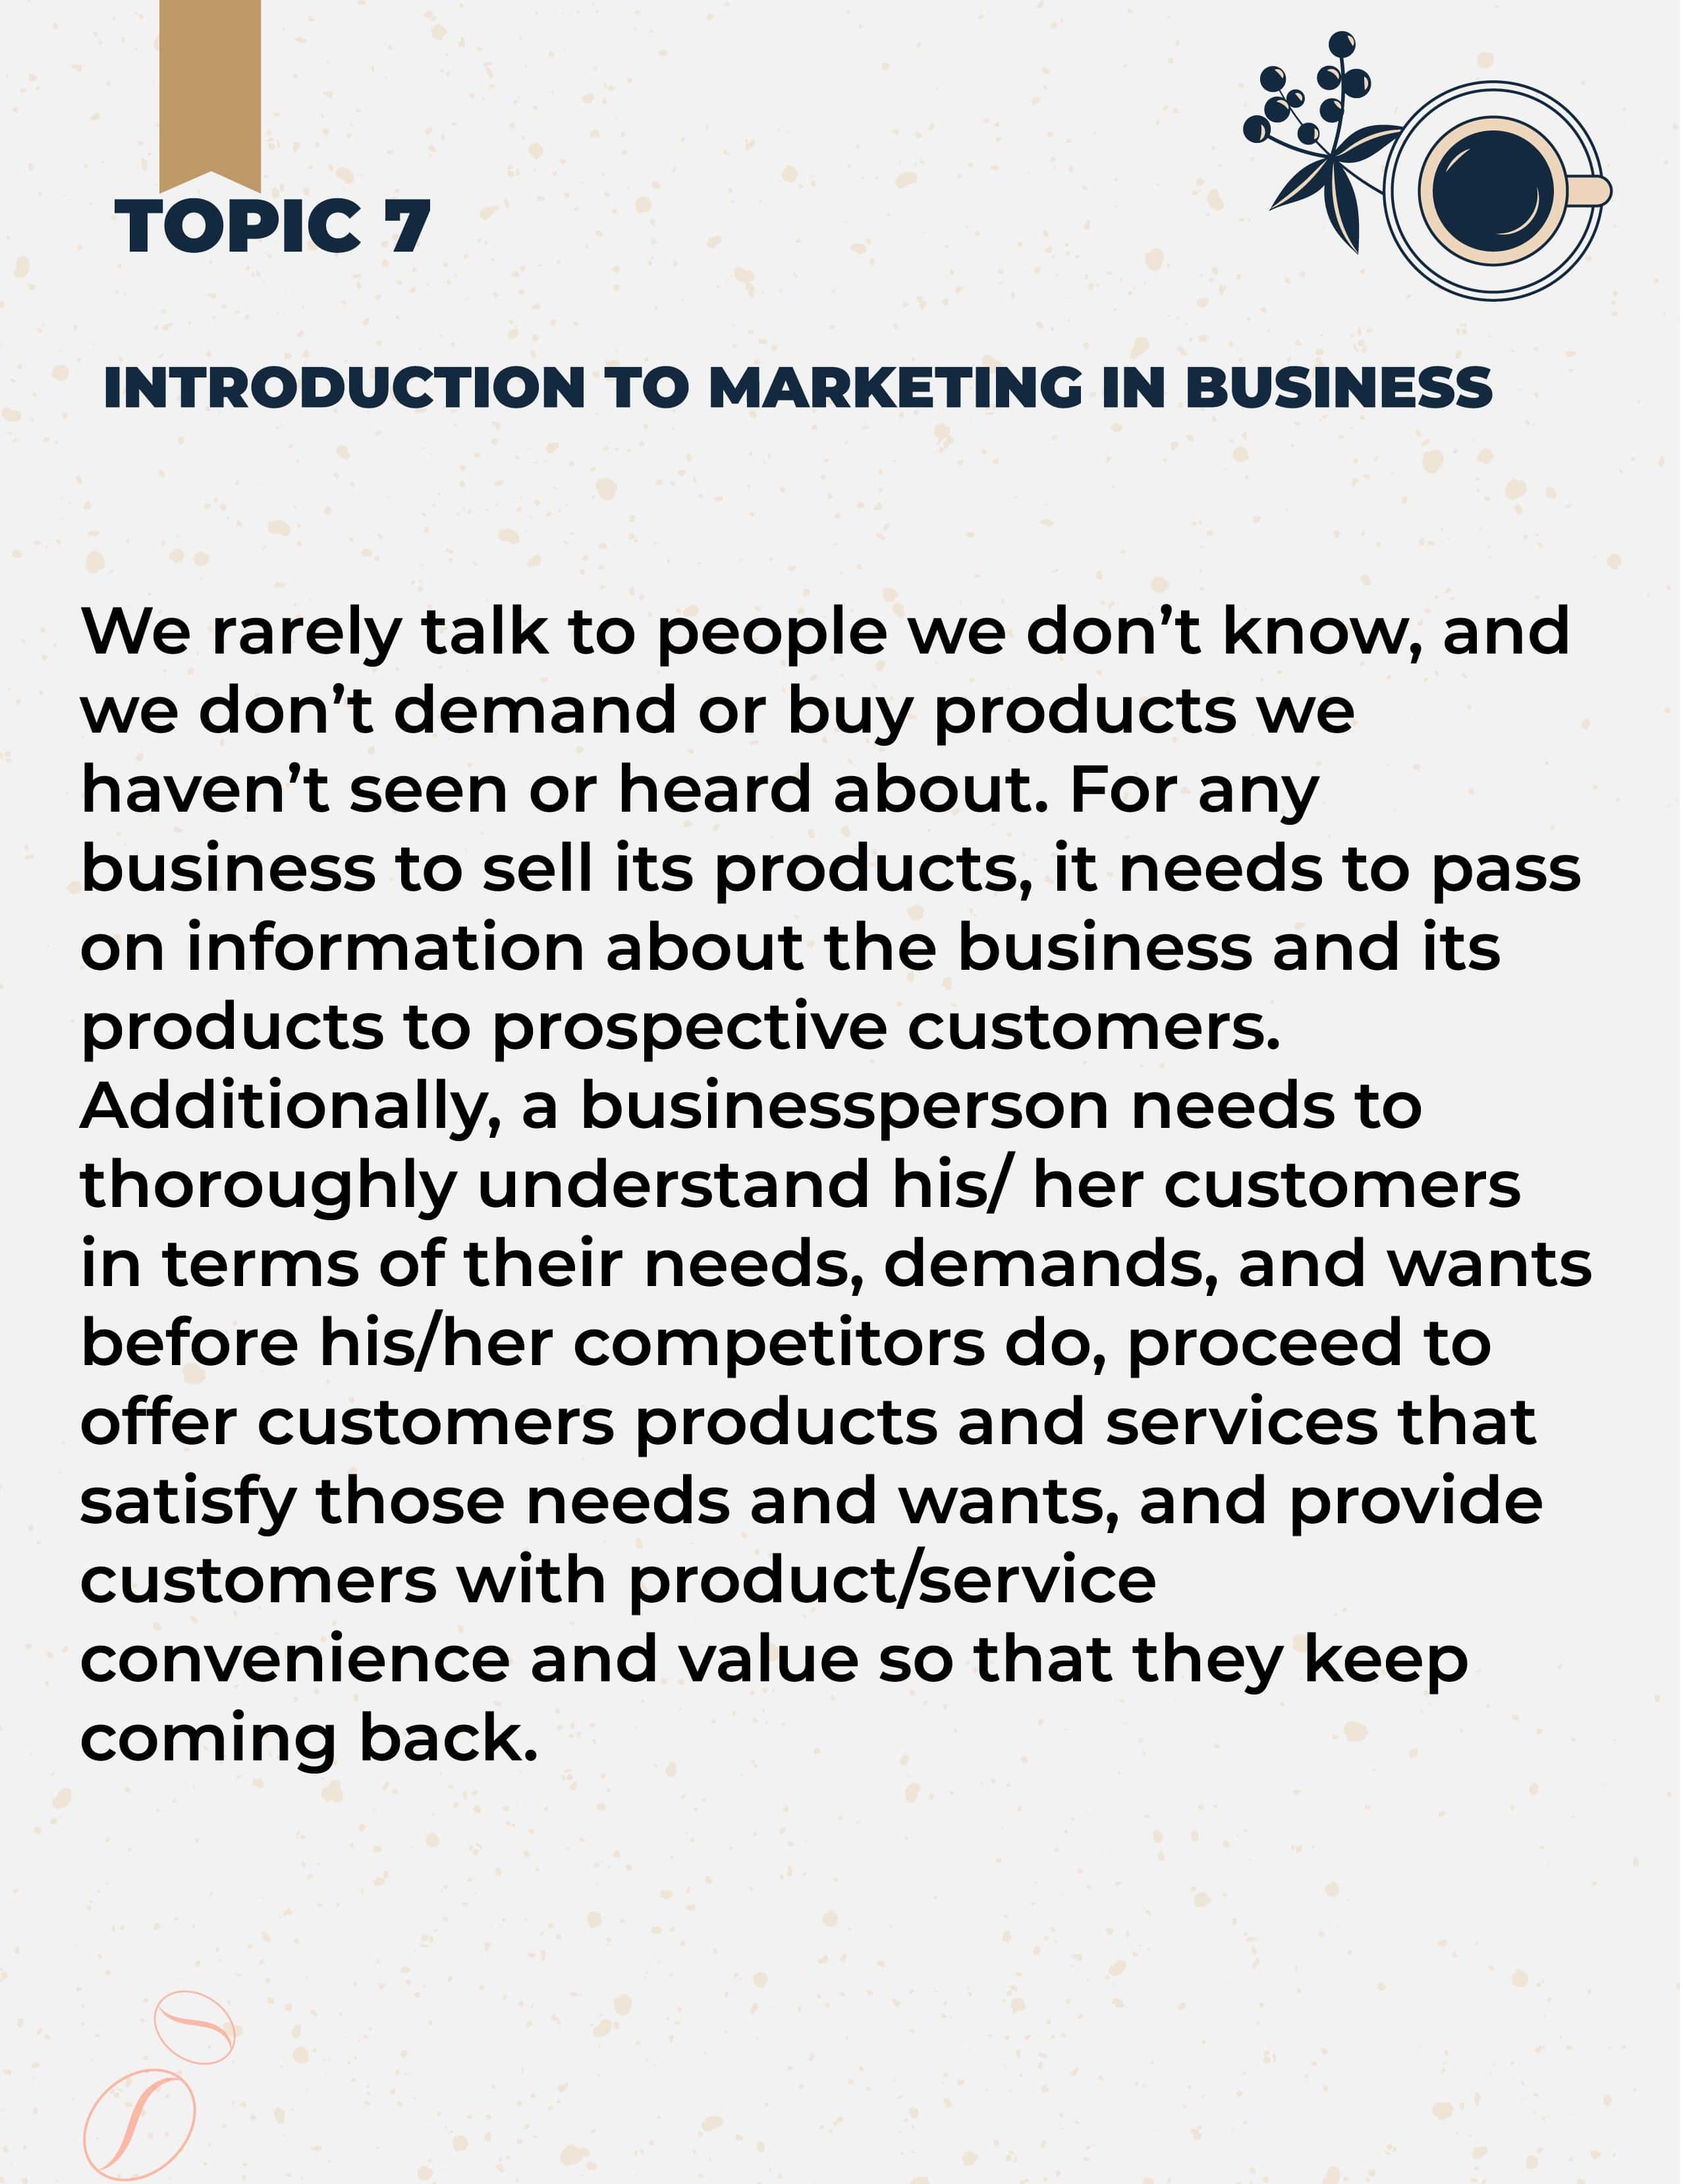 TOPIC 7
INTRODUCTION TO MARKETING IN BUSINESS
We rarely talk to people we don’t know, and
we don’t demand or buy products we
haven’t seen or heard about. For any
business to sell its products, it needs to pass
on information about the business and its
products to prospective customers.
Additionally, a businessperson needs to
thoroughly understand his/ her customers
in terms of their needs, demands, and wants
before his/her competitors do, proceed to
offer customers products and services that
satisfy those needs and wants, and provide
customers with product/service
convenience and value so that they keep
coming back.